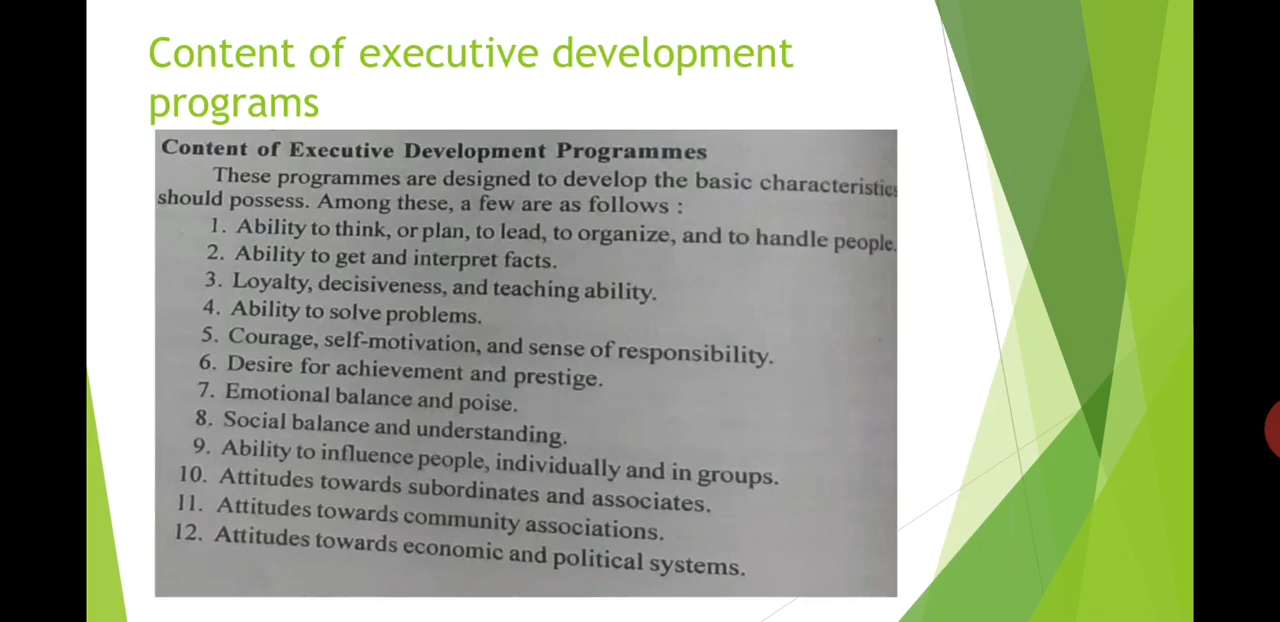 Content of executive development
programs
Content of Executive Development Programmes
These programmes are designed to develop the basic characteristics
should possess. Among these, a few are as follows :
1. Ability to think, or plan, to lead, to organize, and to handle people.
2. Ability to get and interpret facts.
3. Loyalty, decisiveness, and teaching ability.
4. Ability to solve problems.
5. Courage, self-motivation, and sense of responsibility.
6. Desire for achievement and prestige.
7. Emotional balance and poise.
8. Social balance and understanding.
9. Ability to influence people, individually and in groups.
10. Attitudes towards subordinates and associates.
11. Attitudes towards community associations.
12. Attitudes towards economic and political systems.